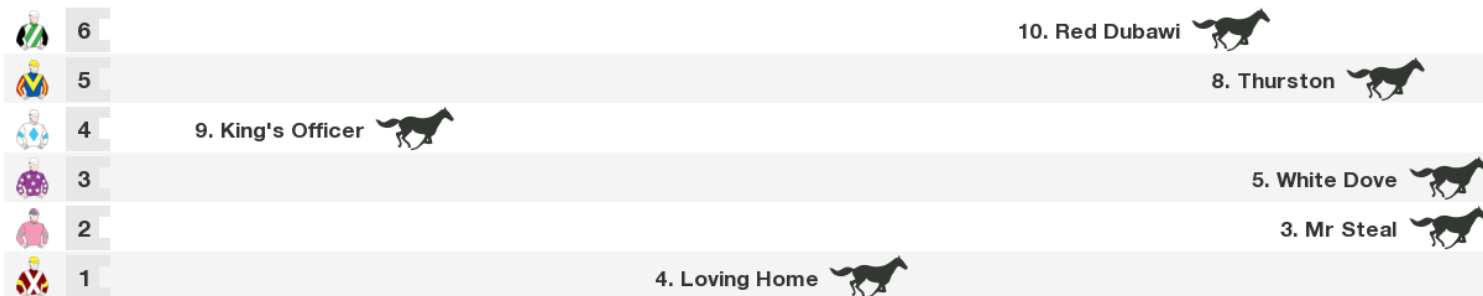 6 10. Red Dubawi
5 8. Thurston
4 9. King's Officer
3 5. White Dove
2 3. Mr Steal
1 4. Loving Home